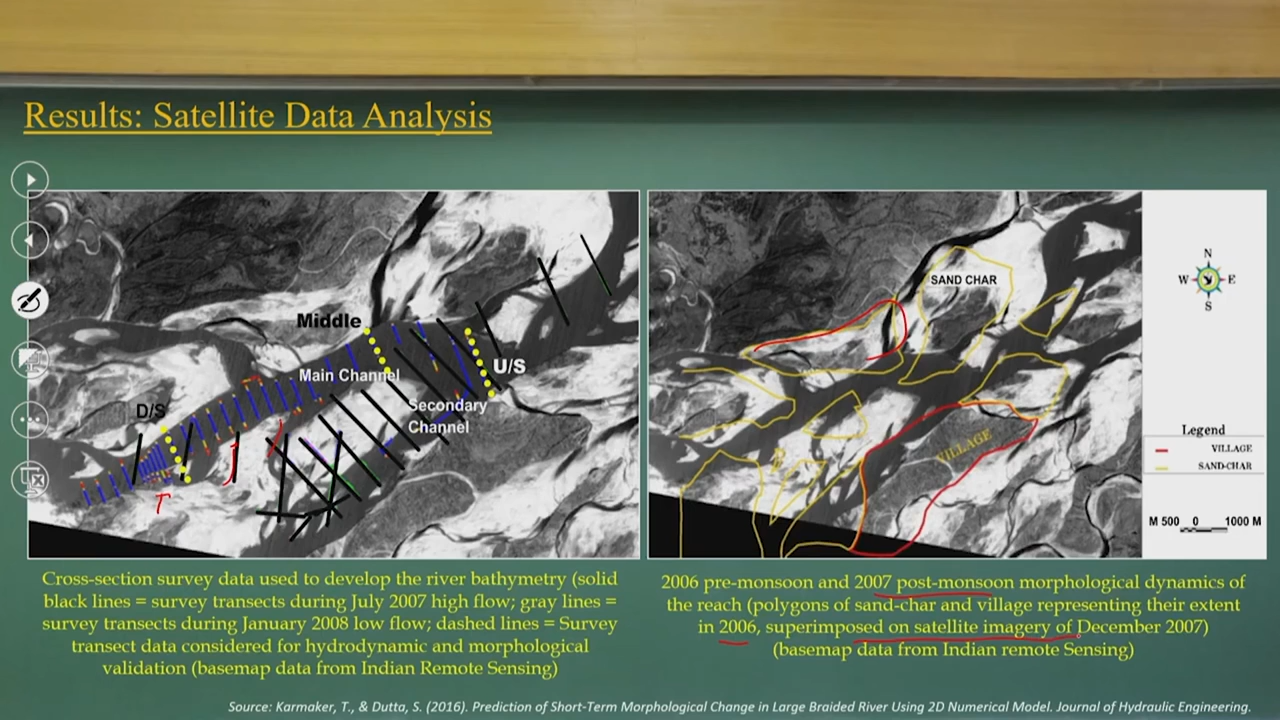 Results: Satellite Data Analysis
Middle
Main Channel
U/S
Secondary
Channel
D/S
SAND CHAR
VILLAGE
N
W E
S
Legend
VILLAGE
SAND-CHAR
M 500 0 1000 M
Cross-section survey data used to develop the river bathymetry (solid
black lines = survey transects during July 2007 high flow; gray lines =
survey transects during January 2008 low flow; dashed lines = Survey
transect data considered for hydrodynamic and morphological
validation (basemap data from Indian Remote Sensing)
2006 pre-monsoon and 2007 post-monsoon morphological dynamics of
the reach (polygons of sand-char and village representing their extent
in 2006, superimposed on satellite imagery of December 2007)
(basemap data from Indian remote Sensing)
Source: Karmaker, T., & Dutta, S. (2016). Prediction of Short-Term Morphological Change in Large Braided River Using 2D Numerical Model. Journal of Hydraulic Engineering.